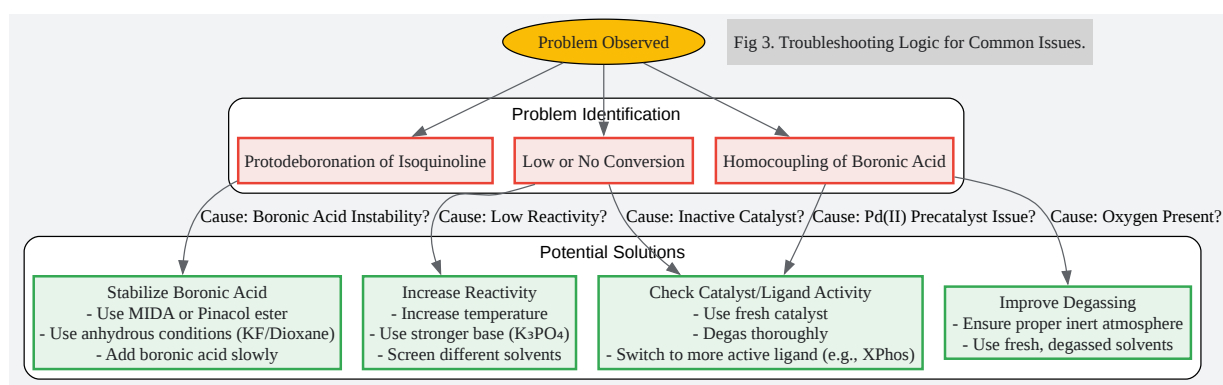 Problem Observed
Fig 3. Troubleshooting Logic for Common Issues.
Problem Identification
Protodeboronation of Isoquinoline
Low or No Conversion
Homocoupling of Boronic Acid
Cause: Boronic Acid Instability?
Cause: Low Reactivity?
Cause: Inactive Catalyst?
Cause: Pd(II) Precatalyst Issue?
Cause: Oxygen Present?
Potential Solutions
Stabilize Boronic Acid
- Use MIDA or Pinacol ester
- Use anhydrous conditions (KF/Dioxane)
- Add boronic acid slowly
Increase Reactivity
- Increase temperature
- Use stronger base (K₃PO₄)
- Screen different solvents
Check Catalyst/Ligand Activity
- Use fresh catalyst
- Degas thoroughly
- Switch to more active ligand (e.g., XPhos)
Improve Degassing
- Ensure proper inert atmosphere
- Use fresh, degassed solvents